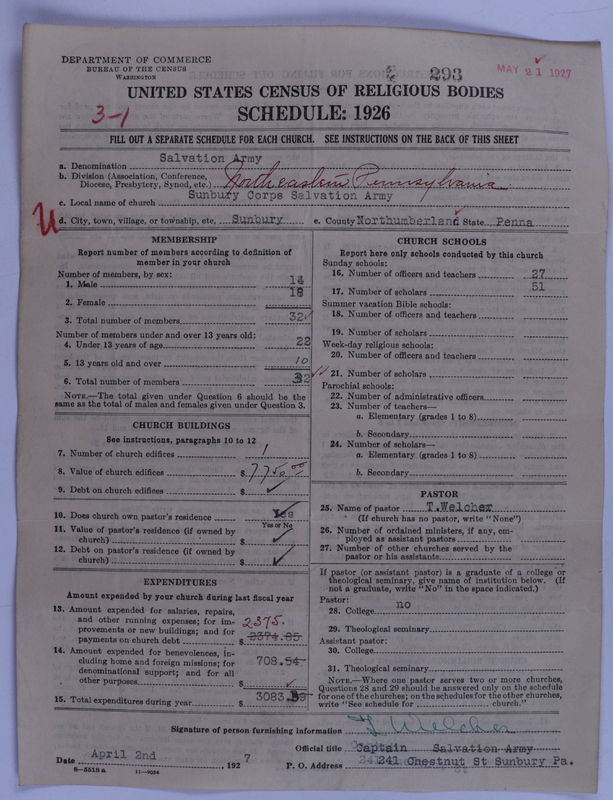 DEPARTMENT OF COMMERCE
BUREAU OF THE CENSUS
WASHINGTON
293
MAY 21 1927
UNITED STATES CENSUS OF RELIGIOUS BODIES
SCHEDULE: 1926
3-1
FILL OUT A SEPARATE SCHEDULE FOR EACH CHURCH. SEE INSTRUCTIONS ON THE BACK OF THIS SHEET
a. Denomination Salvation Army
b. Division (Association, Conference, Diocese, Presbytery, Synod, etc.) Northeastern Pennsylvania
c. Local name of church Sunbury Corps Salvation Army
d. City, town, village, or township, etc. Sunbury e. County Northumberland State Penna
MEMBERSHIP
Report number of members according to definition of
member in your church
Number of members, by sex:
1. Male 14
2. Female 18
3. Total number of members 32
Number of members under and over 13 years old:
4. Under 13 years of age 22
5. 13 years old and over 10
6. Total number of members 32
NOTE.—The total given under Question 6 should be
same as the total of males and females given under Question 3.
CHURCH BUILDINGS
See instructions, paragraphs 10 to 12
7. Number of church edifices 1
8. Value of church edifices $ 7750.00
9. Debt on church edifices $
10. Does church own pastor's residence Yes
Yes or No
11. Value of pastor's residence (if owned by
church) $
12. Debt on pastor's residence (if owned by
church) $
EXPENDITURES
Amount expended by your church during last fiscal year
13. Amount expended for salaries, repairs,
and other running expenses; for im-
provements or new buildings; and for
payments on church debt $ 2375. 2374.85
14. Amount expended for benevolences, in-
cluding home and foreign missions; for
denominational support; and for all
other purposes $ 708.54
15. Total expenditures during year $ 3083.39
CHURCH SCHOOLS
Report here only schools conducted by this church
Sunday schools:
16. Number of officers and teachers 27
17. Number of scholars 51
Summer vacation Bible schools:
18. Number of officers and teachers
19. Number of scholars
Week-day religious schools:
20. Number of officers and teachers
21. Number of scholars
Parochial schools:
22. Number of administrative officers
23. Number of teachers—
a. Elementary (grades 1 to 8)
b. Secondary
24. Number of scholars—
a. Elementary (grades 1 to 8)
b. Secondary
PASTOR
25. Name of pastor T.Welcher
(If church has no pastor, write "None")
26. Number of ordained ministers, if any, em-
ployed as assistant pastors
27. Number of other churches served by the
pastor or his assistants
If pastor (or assistant pastor) is a graduate of a college or
theological seminary, give name of institution below. (If
not a graduate, write "No" in the space indicated.)
Pastor:
28. College no
29. Theological seminary
Assistant pastor:
30. College
31. Theological seminary
NOTE.—Where one pastor serves two or more churches,
Questions 28 and 29 should be answered only on the schedule
for one of the churches; on the schedules for the other churches,
write "See schedule for church."
Signature of person furnishing information T Welcher
Official title Captain Salvation Army
Date April 2nd, 1927 P. O. Address 241 Chestnut St Sunbury Pa.
8-5518a 11-9034